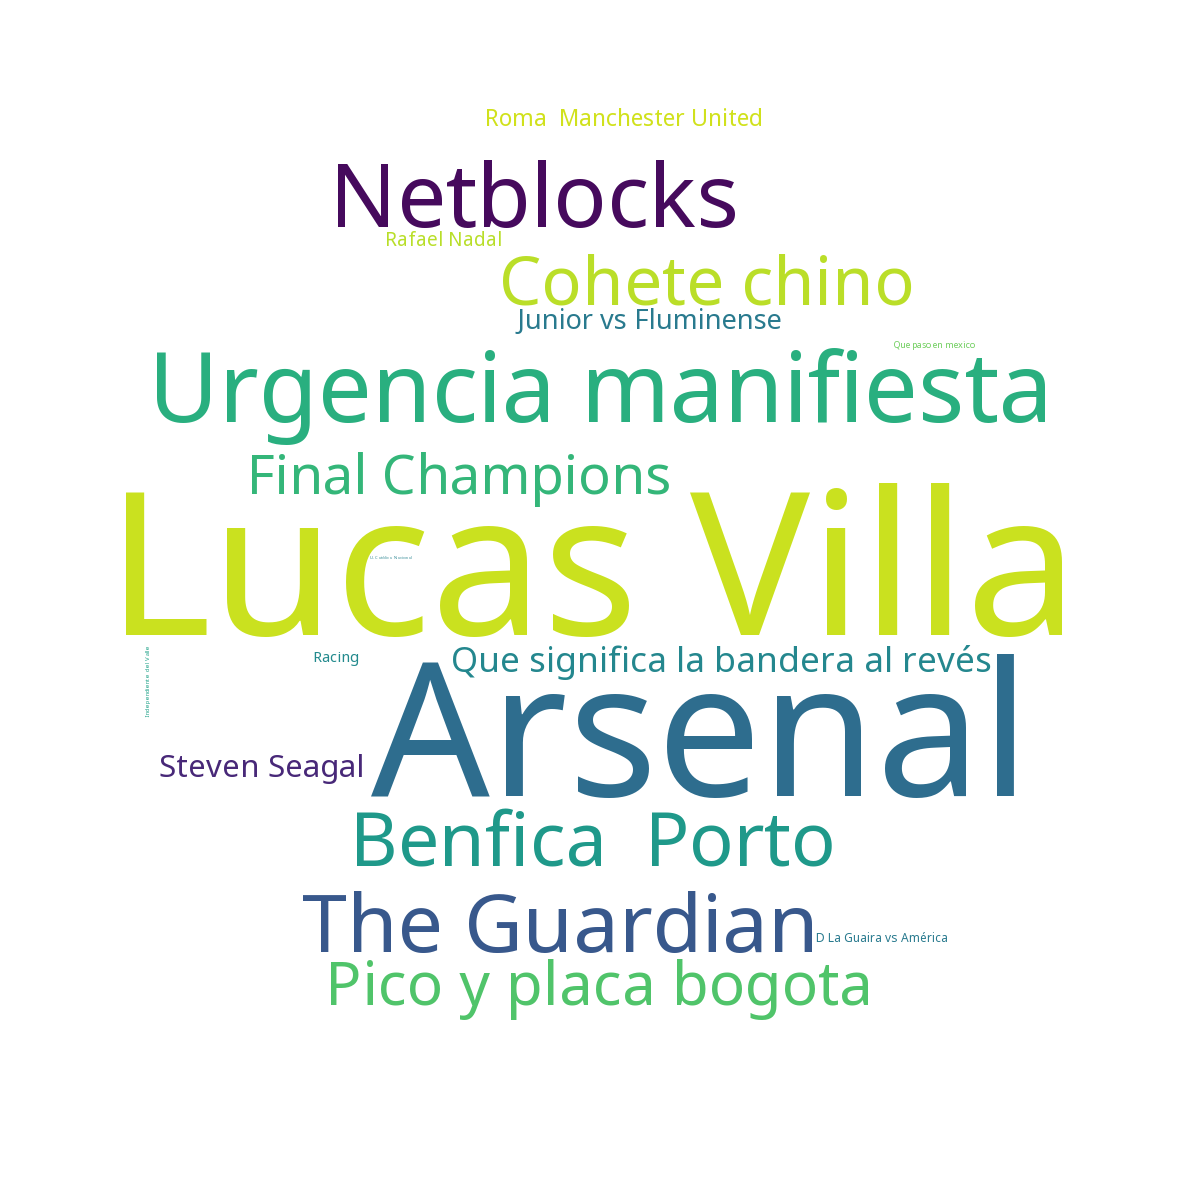 Roma  Manchester United
Netblocks
Rafael Nadal
Cohete chino
Junior vs Fluminense
Que paso en mexico
Urgencia manifiesta
Final Champions
Lucas Villa
Racing
Que significa la bandera al revés
Independiente del Valle
Arsenal
Steven Seagal
Benfica  Porto
The Guardian
D La Guaira vs América
Pico y placa bogota